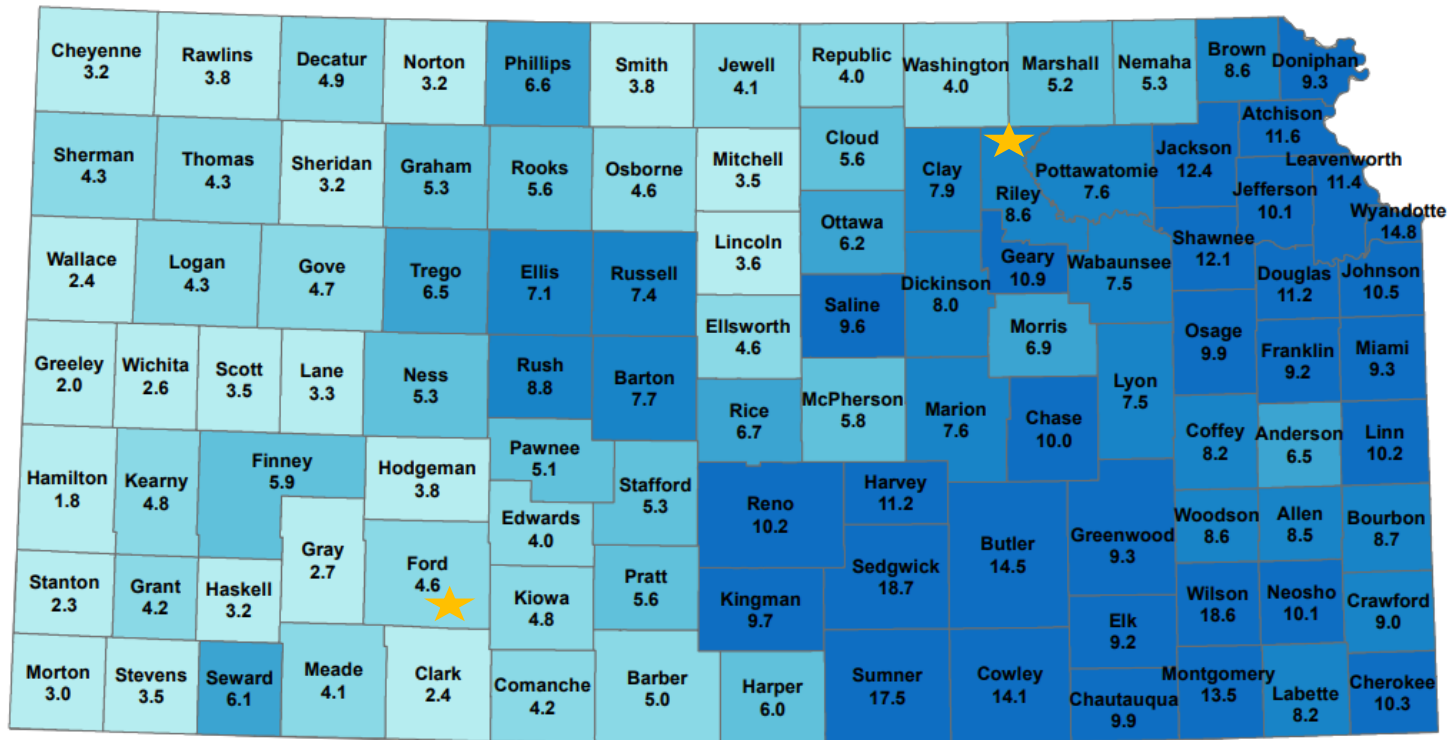 Cheyenne
3.2
Rawlins
3.8
Decatur
4.9
Norton
3.2
Phillips
6.6
Smith
3.8
Jewell
4.1
Republic
4.0
Washington
4.0
Marshall
5.2
Nemaha
5.3
Brown
8.6
Doniphan
9.3
Sherman
4.3
Thomas
4.3
Sheridan
3.2
Graham
5.3
Rooks
5.6
Osborne
4.6
Mitchell
3.5
Cloud
5.6
Clay
7.9
Riley
8.6
Pottawatomie
7.6
Jackson
12.4
Atchison
11.6
Jefferson
10.1
Leavenworth
11.4
Wyandotte
14.8
Wallace
2.4
Logan
4.3
Gove
4.7
Trego
6.5
Ellis
7.1
Russell
7.4
Lincoln
3.6
Ottawa
6.2
Saline
9.6
Dickinson
8.0
Geary
10.9
Wabaunsee
7.5
Shawnee
12.1
Douglas
11.2
Johnson
10.5
Ellsworth
4.6
Morris
6.9
Osage
9.9
Franklin
9.2
Miami
9.3
Greeley
2.0
Wichita
2.6
Scott
3.5
Lane
3.3
Ness
5.3
Rush
8.8
Barton
7.7
Rice
6.7
McPherson
5.8
Marion
7.6
Chase
10.0
Lyon
7.5
Coffey
8.2
Anderson
6.5
Linn
10.2
Hamilton
1.8
Kearny
4.8
Finney
5.9
Hodgeman
3.8
Pawnee
5.1
Stafford
5.3
Edwards
4.0
Reno
10.2
Harvey
11.2
Butler
14.5
Greenwood
9.3
Woodson
8.6
Allen
8.5
Bourbon
8.7
Gray
2.7
Ford
4.6
Sedgwick
18.7
Stanton
2.3
Grant
4.2
Haskell
3.2
Kiowa
4.8
Pratt
5.6
Kingman
9.7
Elk
9.2
Wilson
18.6
Neosho
10.1
Crawford
9.0
Morton
3.0
Stevens
3.5
Seward
6.1
Meade
4.1
Clark
2.4
Comanche
4.2
Barber
5.0
Harper
6.0
Sumner
17.5
Cowley
14.1
Chautauqua
9.9
Montgomery
13.5
Labette
8.2
Cherokee
10.3